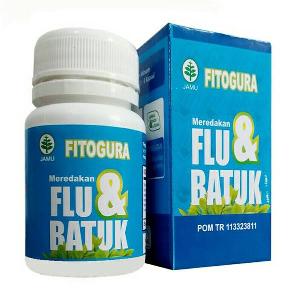 JAMU
FITOGURA
Meredakan
FLU &
BATUK
JAMU
FITOGURA
Meredakan
FLU &
BATUK
POM TR 113323811